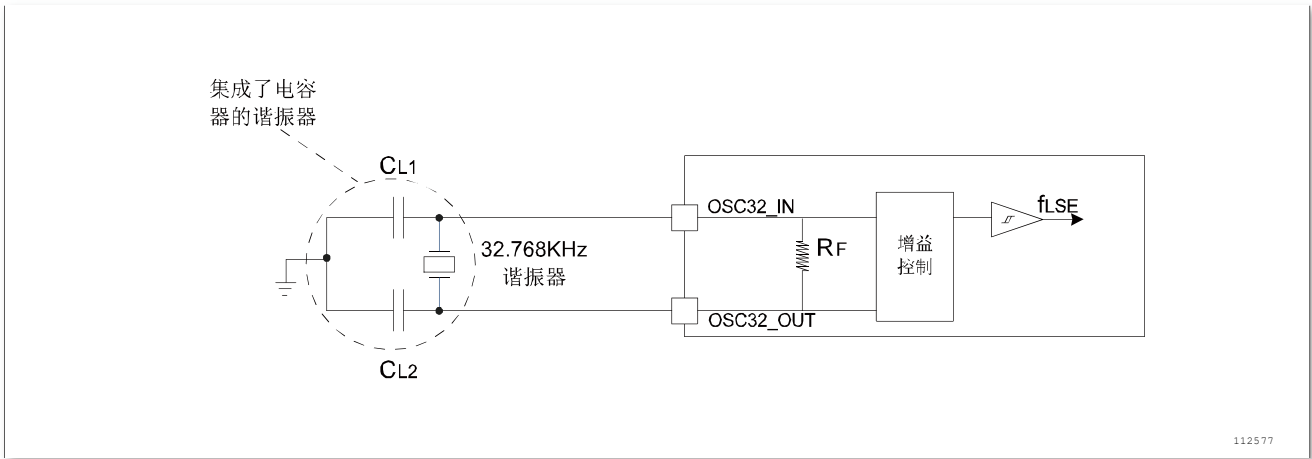 集成了电容
器的谐振器
CL1
OSC32_IN
fLSE
32.768KHz
谐振器
RF
增益
控制
OSC32_OUT
CL2
112577